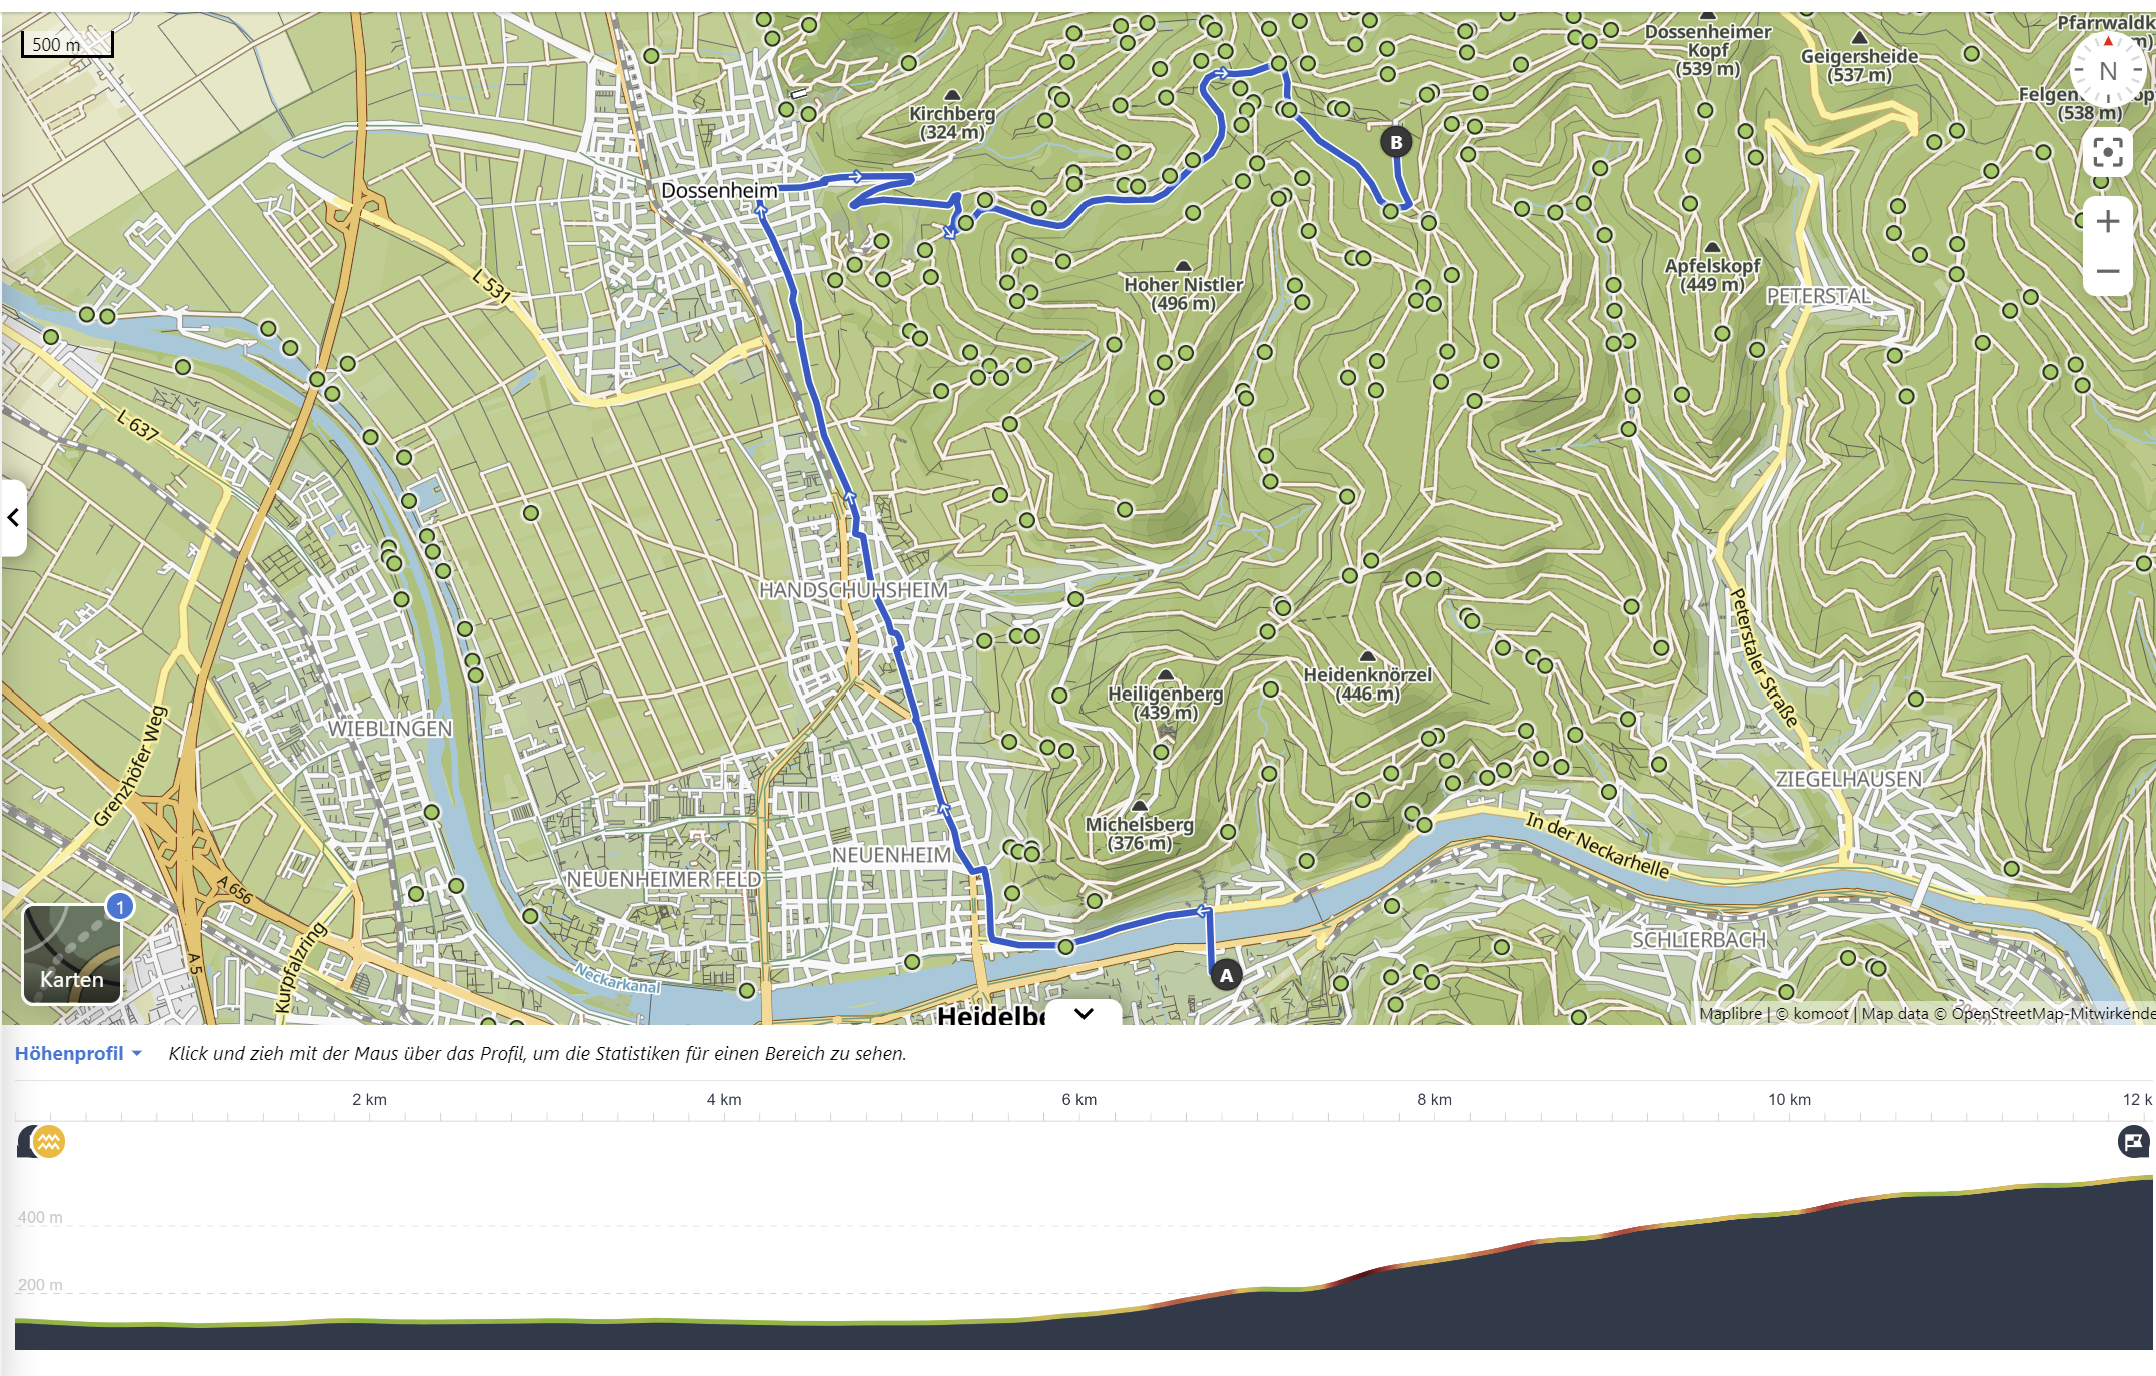 500 m
Dossenheimer
Kopf
(539 m)
Geigersheide
(537 m)
Pfarrwaldk
N
(538 m)
Kirchberg
(324 m)
B
Dossenheim
L 531
Hoher Nistler
(496 m)
Apfelskopf
(449 m)
PETERSTAL
L 637
HANDSCHUHSHEIM
Peterstaler Straße
Heiligenberg
(439 m)
Heidenknörzel
(446 m)
WIEBLINGEN
Grenzhöfer Weg
ZIEGELHAUSEN
Michelsberg
(376 m)
In der Neckarhelle
NEUENHEIM
NEUENHEIMER FELD
A 656
1
Karten
A 5
Kurpfalzring
Neckarkanal
SCHLIERBACH
A
Heidelbe
Maplibre | © komoot | Map data © OpenStreetMap-Mitwirkende
Höhenprofil Klick und zieh mit der Maus über das Profil, um die Statistiken für einen Bereich zu sehen.
2 km 4 km 6 km 8 km 10 km 12 k
400 m
200 m